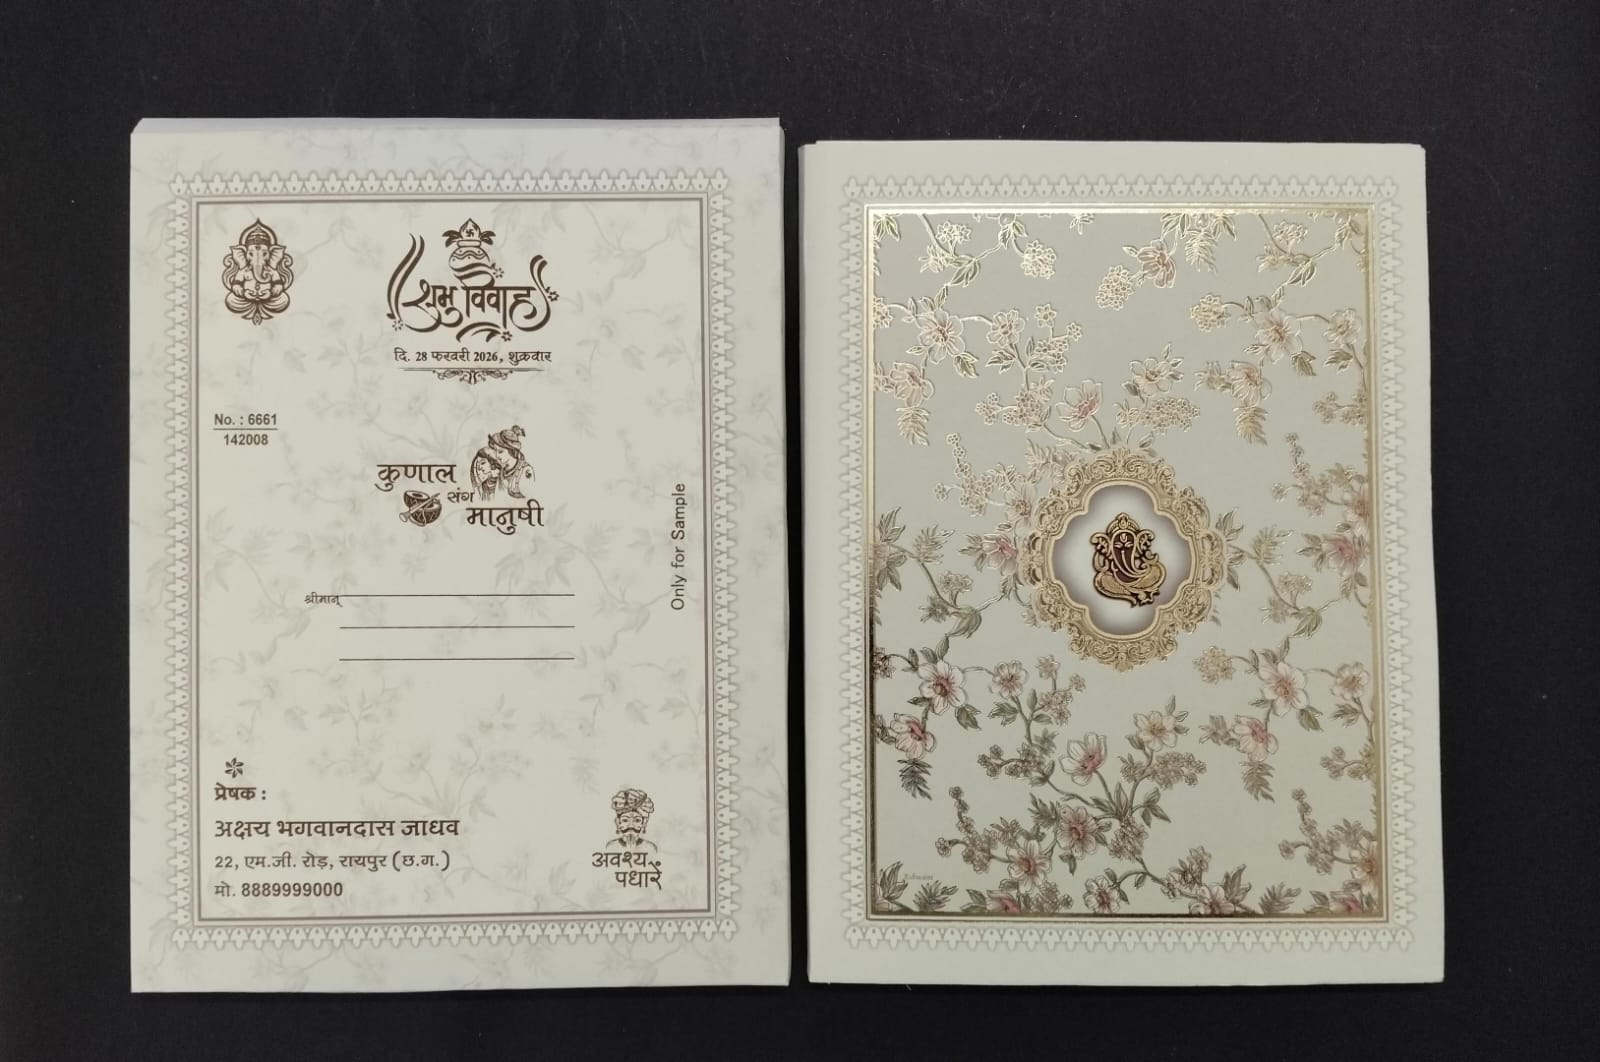 शुभ विवाह
दि. 28 फरवरी 2026, शुक्रवार
No. : 6661
142008
कुणाल
संग
मानुषी
श्रीमान्
Only for Sample
प्रेषक :
अक्षय भगवानदास जाधव
22, एम.जी. रोड़, रायपुर (छ.ग.)
मो. 8889999000
अवश्य
पधारें